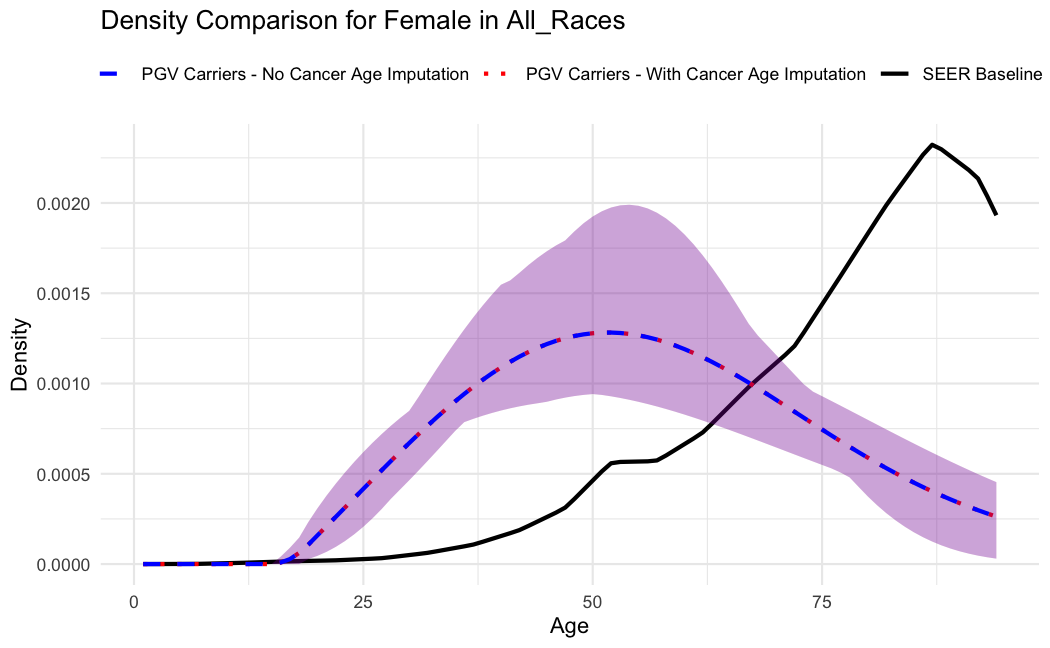 Density Comparison for Female in All_Races
PGV Carriers - No Cancer Age Imputation PGV Carriers - With Cancer Age Imputation SEER Baseline
Density
0.0020
0.0015
0.0010
0.0005
0.0000
0 25 50 75
Age